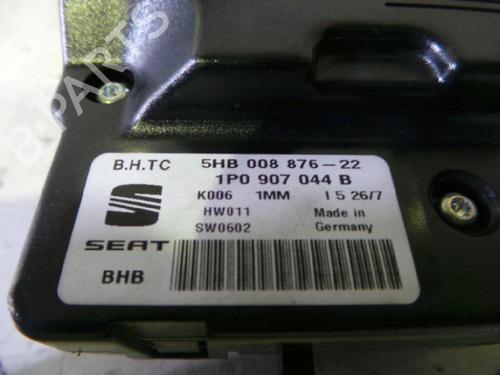 B-PARTS
B.H.TC 5HB 008 876-22
1P0 907 044 B
K006 1MM I 5 26/7
HW011 Made in
SW0602 Germany
SEAT
BHB